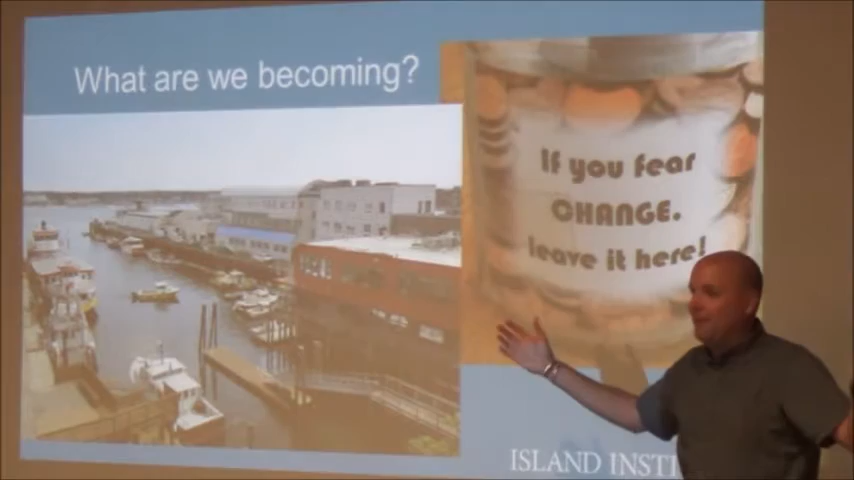 What are we becoming?
If you fear
CHANGE.
leave it here!
ISLAND INSTI